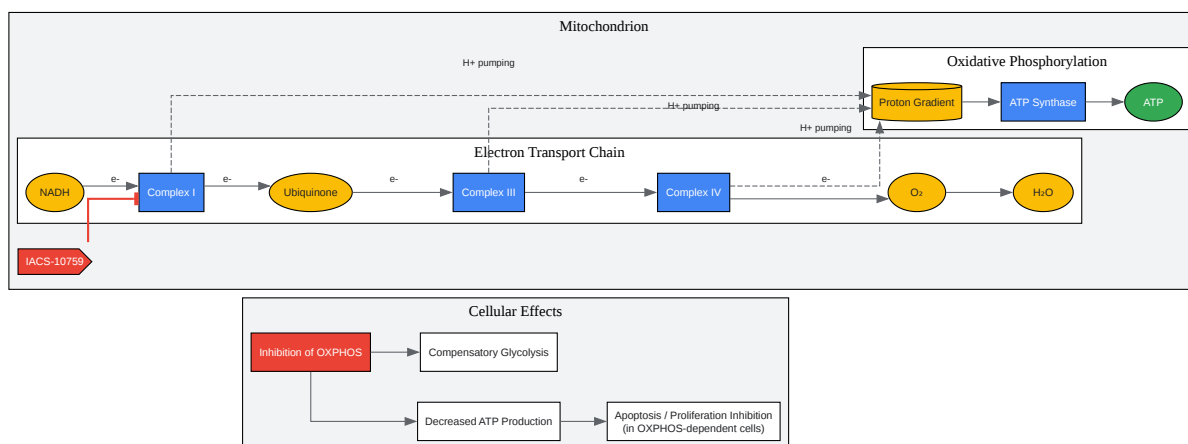 Mitochondrion
Oxidative Phosphorylation
H+ pumping
Proton Gradient
ATP Synthase
ATP
H+ pumping
H+ pumping
Electron Transport Chain
NADH
e-
Complex I
e-
Ubiquinone
e-
Complex III
e-
Complex IV
e-
O₂
H₂O
IACS-10759
Cellular Effects
Inhibition of OXPHOS
Compensatory Glycolysis
Decreased ATP Production
Apoptosis / Proliferation Inhibition
(in OXPHOS-dependent cells)